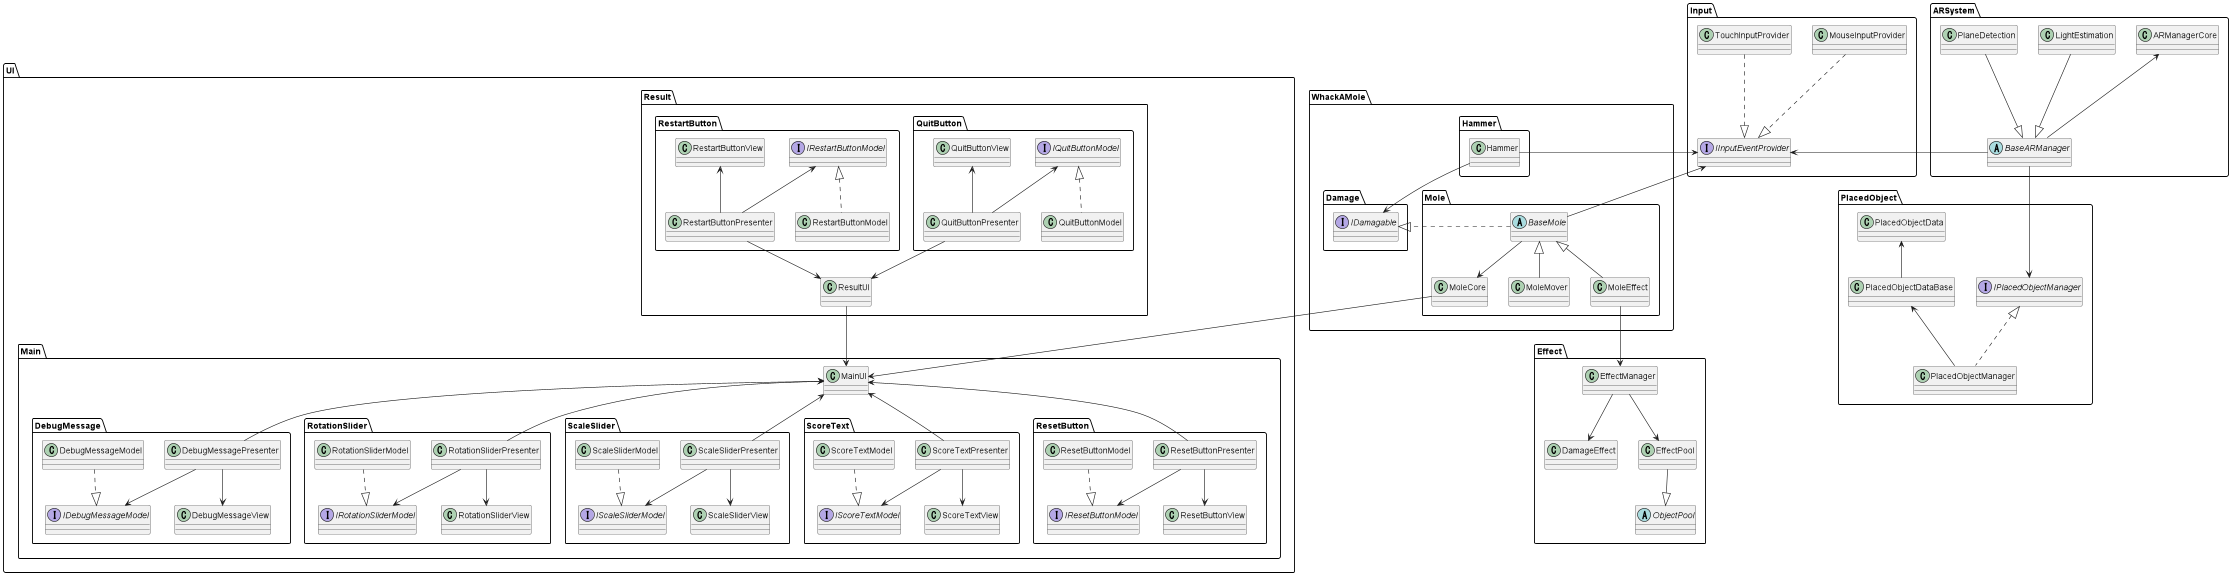 Input
C TouchInputProvider
C MouseInputProvider
I IInputEventProvider
ARSystem
C PlaneDetection
C LightEstimation
C ARManagerCore
A BaseARManager
UI
Result
RestartButton
C RestartButtonView
I IRestartButtonModel
C RestartButtonPresenter
C RestartButtonModel
QuitButton
C QuitButtonView
I IQuitButtonModel
C QuitButtonPresenter
C QuitButtonModel
C ResultUI
WhackAMole
Hammer
C Hammer
Damage
I IDamagable
Mole
A BaseMole
C MoleCore
C MoleMover
C MoleEffect
PlacedObject
C PlacedObjectData
C PlacedObjectDataBase
I IPlacedObjectManager
C PlacedObjectManager
Main
C MainUI
DebugMessage
C DebugMessageModel
C DebugMessagePresenter
I IDebugMessageModel
C DebugMessageView
RotationSlider
C RotationSliderModel
C RotationSliderPresenter
I IRotationSliderModel
C RotationSliderView
ScaleSlider
C ScaleSliderModel
C ScaleSliderPresenter
I IScaleSliderModel
C ScaleSliderView
ScoreText
C ScoreTextModel
C ScoreTextPresenter
I IScoreTextModel
C ScoreTextView
ResetButton
C ResetButtonModel
C ResetButtonPresenter
I IResetButtonModel
C ResetButtonView
Effect
C EffectManager
C DamageEffect
C EffectPool
A ObjectPool